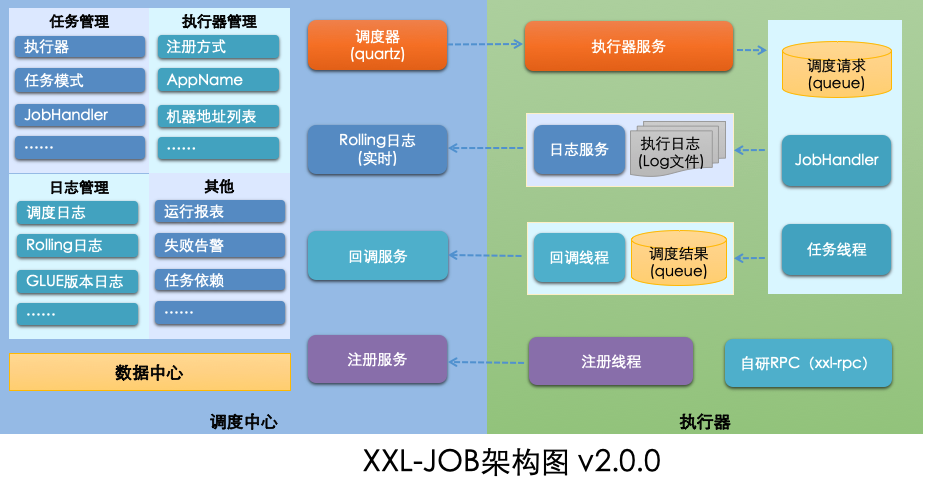 任务管理
执行器
任务模式
JobHandler
······
执行器管理
注册方式
AppName
机器地址列表
······
日志管理
调度日志
Rolling日志
GLUE版本日志
······
其他
运行报表
失败告警
任务依赖
······
数据中心
调度器
(quartz)
Rolling日志
(实时)
回调服务
注册服务
调度中心
执行器服务
日志服务
执行日志
(Log文件)
回调线程
调度结果
(queue)
注册线程
调度请求
(queue)
JobHandler
任务线程
自研RPC（xxl-rpc）
执行器
XXL-JOB架构图 v2.0.0